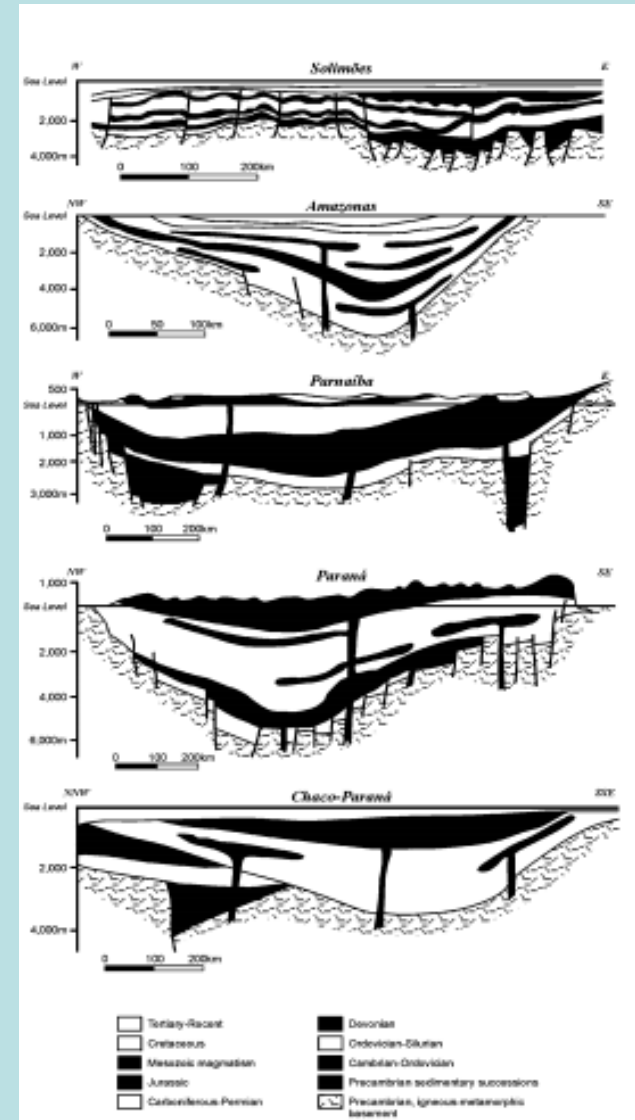 Solimões
W
E
Sea Level
2,000
4,000m
0 100 200km
Amazonas
NW
SE
Sea Level
2,000
4,000
6,000m
0 50 100km
Parnaíba
W
E
500
Sea Level
1,000
2,000
3,000m
0 100 200km
Paraná
NW
SE
1,000
Sea Level
2,000
4,000
6,000m
0 100 200km
Chaco-Paraná
NNW
SSE
Sea Level
2,000
4,000m
0 100 200km
Tertiary-Recent
Cretaceous
Mesozoic magmatism
Jurassic
Carboniferous-Permian
Devonian
Ordovician-Silurian
Cambrian-Ordovician
Precambrian sedimentary successions
Precambrian, igneous-metamorphic
basement